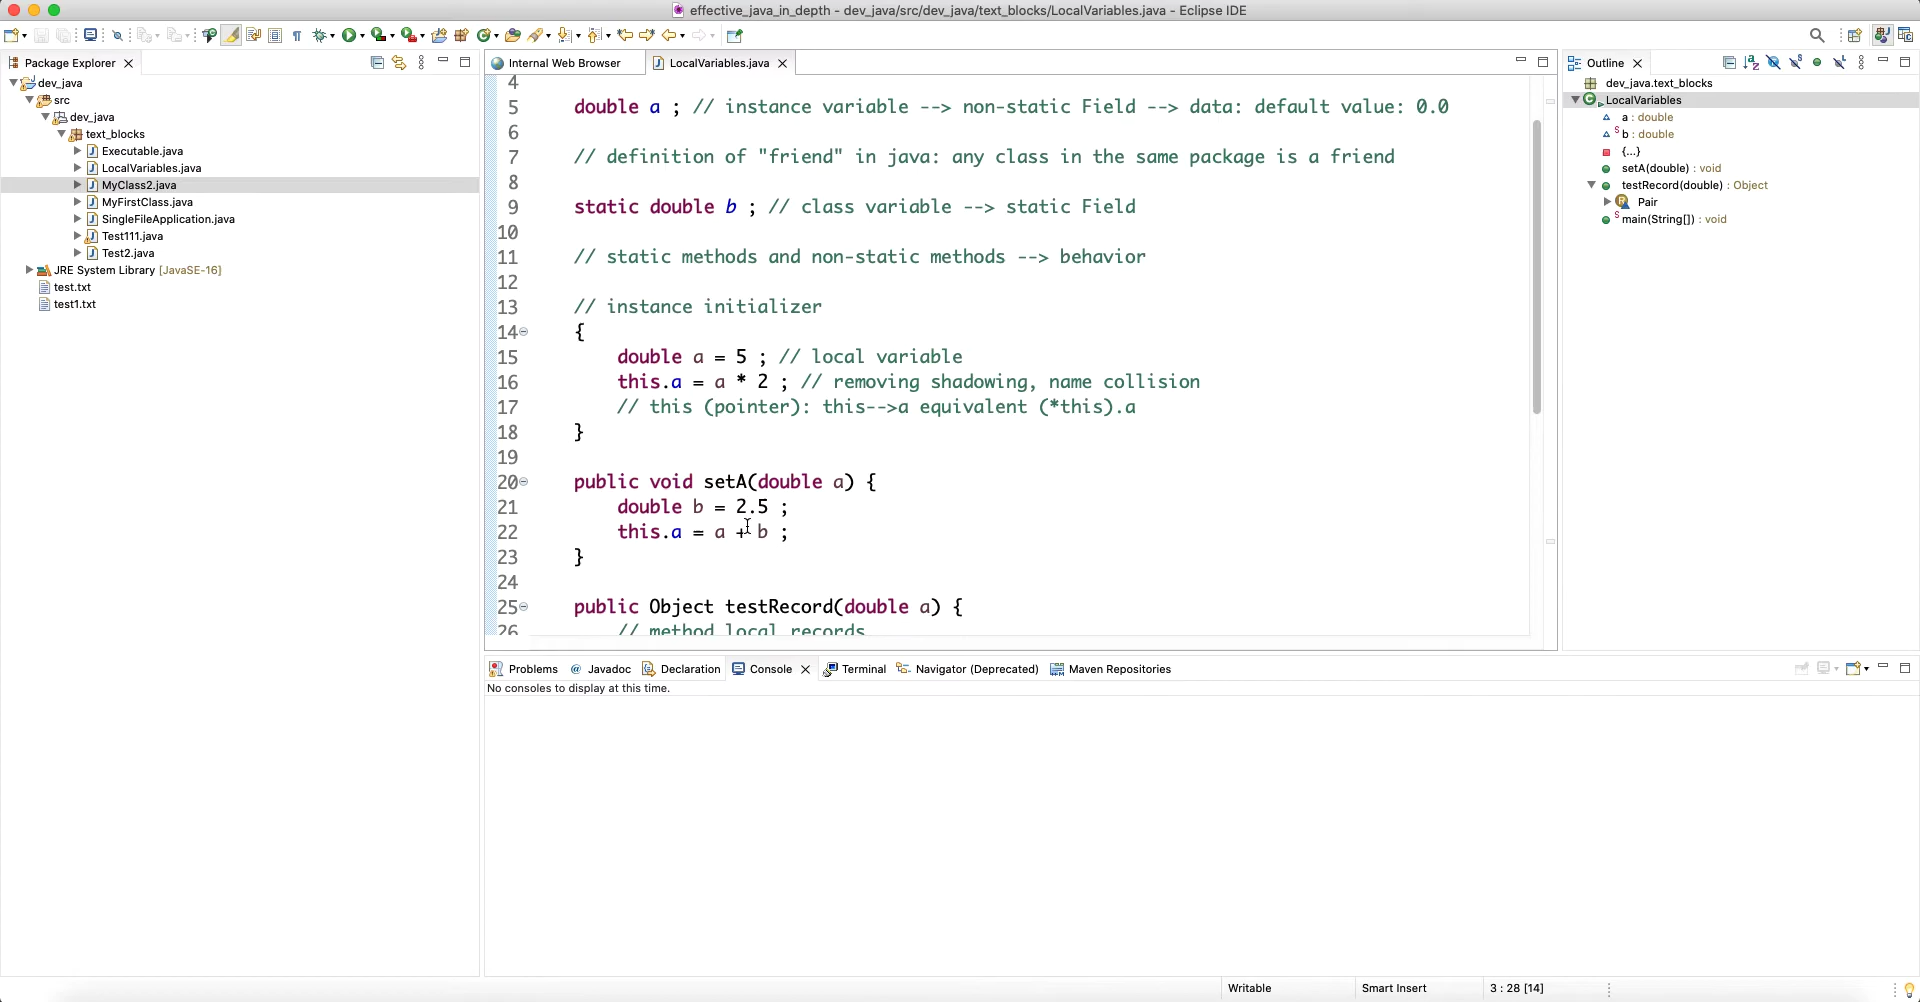 effective_java_in_depth - dev_java/src/dev_java/text_blocks/LocalVariables.java - Eclipse IDE
Package Explorer
dev_java
src
dev_java
text_blocks
Executable.java
LocalVariables.java
MyClass2.java
MyFirstClass.java
SingleFileApplication.java
Test111.java
Test2.java
JRE System Library [JavaSE-16]
test.txt
test1.txt
Internal Web Browser
LocalVariables.java
4
5 double a ; // instance variable --> non-static Field --> data: default value: 0.0
6
7 // definition of "friend" in java: any class in the same package is a friend
8
9 static double b ; // class variable --> static Field
10
11 // static methods and non-static methods --> behavior
12
13 // instance initializer
14 {
15 double a = 5 ; // local variable
16 this.a = a * 2 ; // removing shadowing, name collision
17 // this (pointer): this-->a equivalent (*this).a
18 }
19
20 public void setA(double a) {
21 double b = 2.5 ;
22 this.a = a + b ;
23 }
24
25 public Object testRecord(double a) {
26 // method local records
Outline
dev_java.text_blocks
LocalVariables
a : double
b : double
{...}
setA(double) : void
testRecord(double) : Object
Pair
main(String[]) : void
Problems
@ Javadoc
Declaration
Console
Terminal
Navigator (Deprecated)
Maven Repositories
No consoles to display at this time.
Writable
Smart Insert
3 : 28 [14]